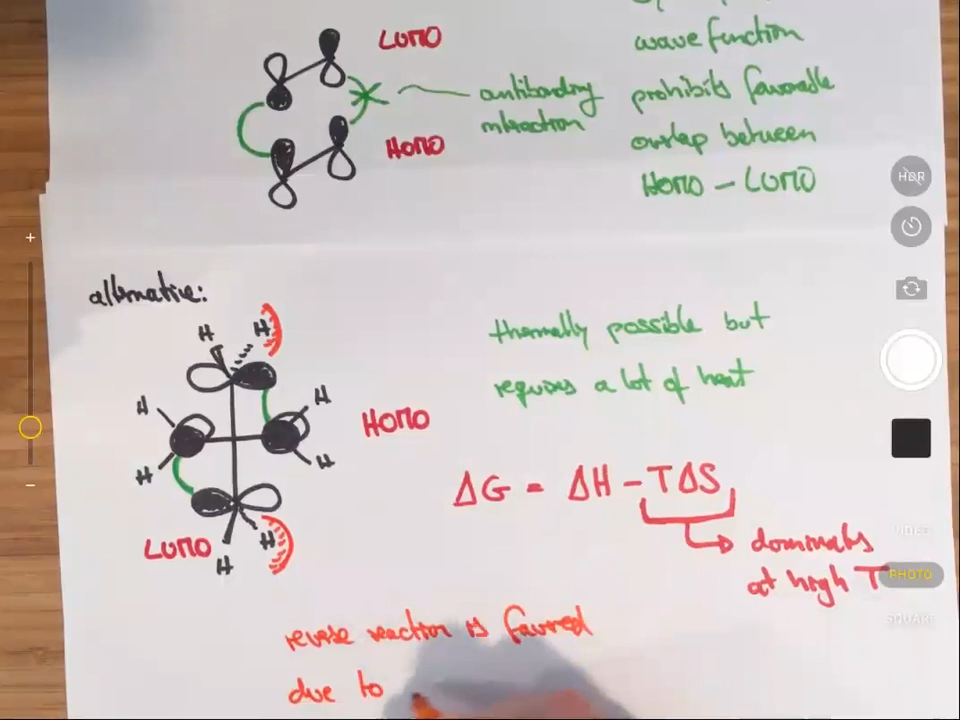 LUMO
wave function
antibonding
interaction
prohibits favorable
overlap between
HOMO
HOMO – LUMO
HDR
alternative:
H
H
thermally possible but
requires a lot of heat
H
H
HOMO
H
H
ΔG = ΔH – TΔS
LUMO
H
H
dominates
at high T
VIDEO
PHOTO
SQUARE
reverse reaction is favored
due to